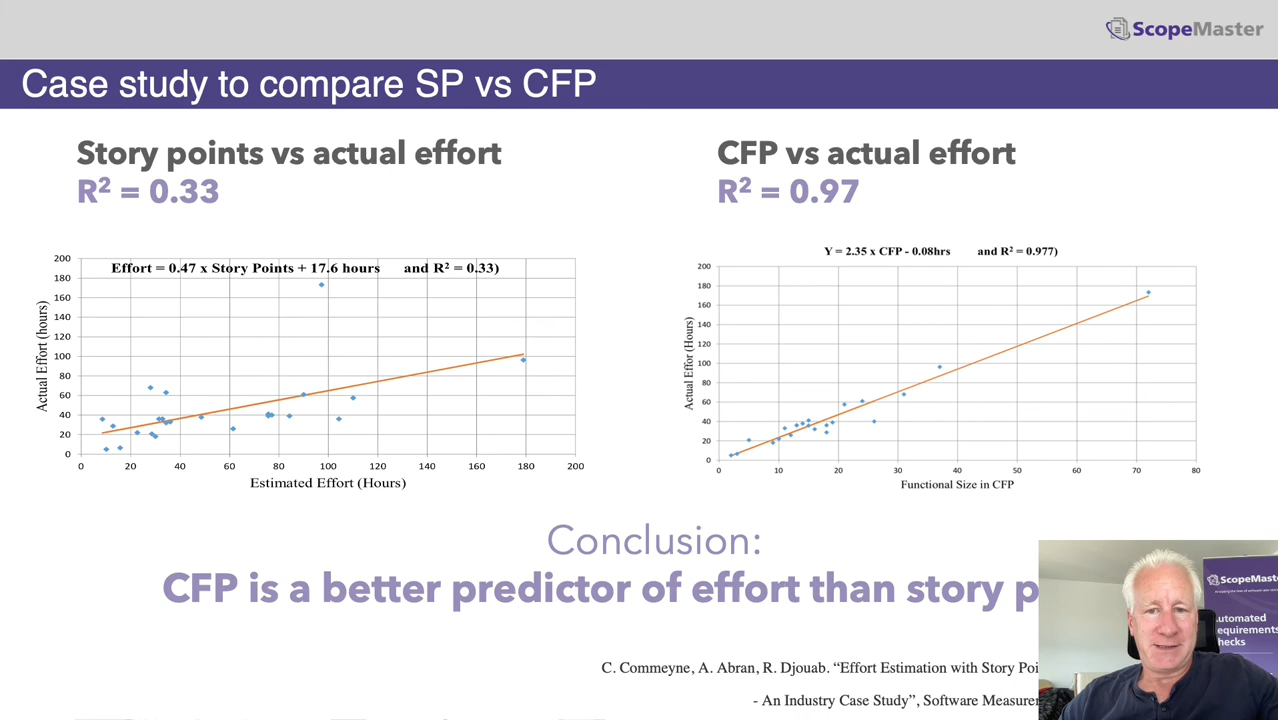 ScopeMaster
Case study to compare SP vs CFP
Story points vs actual effort
R² = 0.33
CFP vs actual effort
R² = 0.97
Effort = 0.47 x Story Points + 17.6 hours and R² = 0.33)
Actual Effort (hours)
200
180
160
140
120
100
80
60
40
20
0
0 20 40 60 80 100 120 140 160 180 200
Estimated Effort (Hours)
Y = 2.35 x CFP - 0.08hrs and R² = 0.977)
Actual Effor (Hours)
200
180
160
140
120
100
80
60
40
20
0
0 10 20 30 40 50 60 70 80
Functional Size in CFP
Conclusion:
CFP is a better predictor of effort than story p
C. Commeyne, A. Abran, R. Djouab. “Effort Estimation with Story Poi
- An Industry Case Study”, Software Measure
ScopeMaste
utomated
equirements
hecks